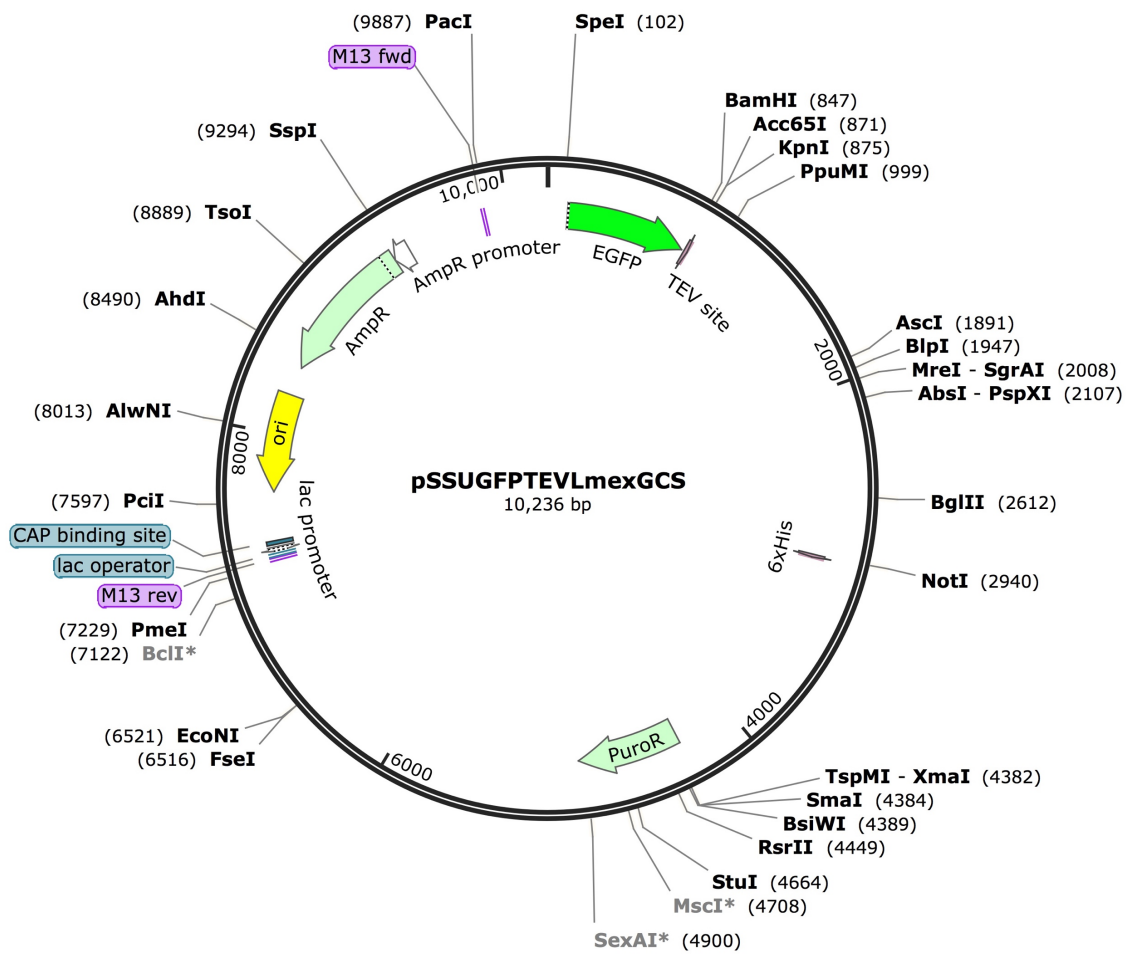 (9887) PacI
SpeI (102)
M13 fwd
BamHI (847)
Acc65I (871)
KpnI (875)
PpuMI (999)
(9294) SspI
(8889) TsoI
(8490) AhdI
(8013) AlwNI
(7597) PciI
CAP binding site
lac operator
M13 rev
(7229) PmeI
(7122) BclI*
(6521) EcoNI
(6516) FseI
AscI (1891)
BlpI (1947)
MreI - SgrAI (2008)
AbsI - PspXI (2107)
BglII (2612)
NotI (2940)
TspMI - XmaI (4382)
SmaI (4384)
BsiWI (4389)
RsrII (4449)
StuI (4664)
MscI* (4708)
SexAI* (4900)
10,000
2000
4000
6000
8000
EGFP
TEV site
6xHis
PuroR
lac promoter
ori
AmpR
AmpR promoter
pSSUGFPTEVLmexGCS
10,236 bp